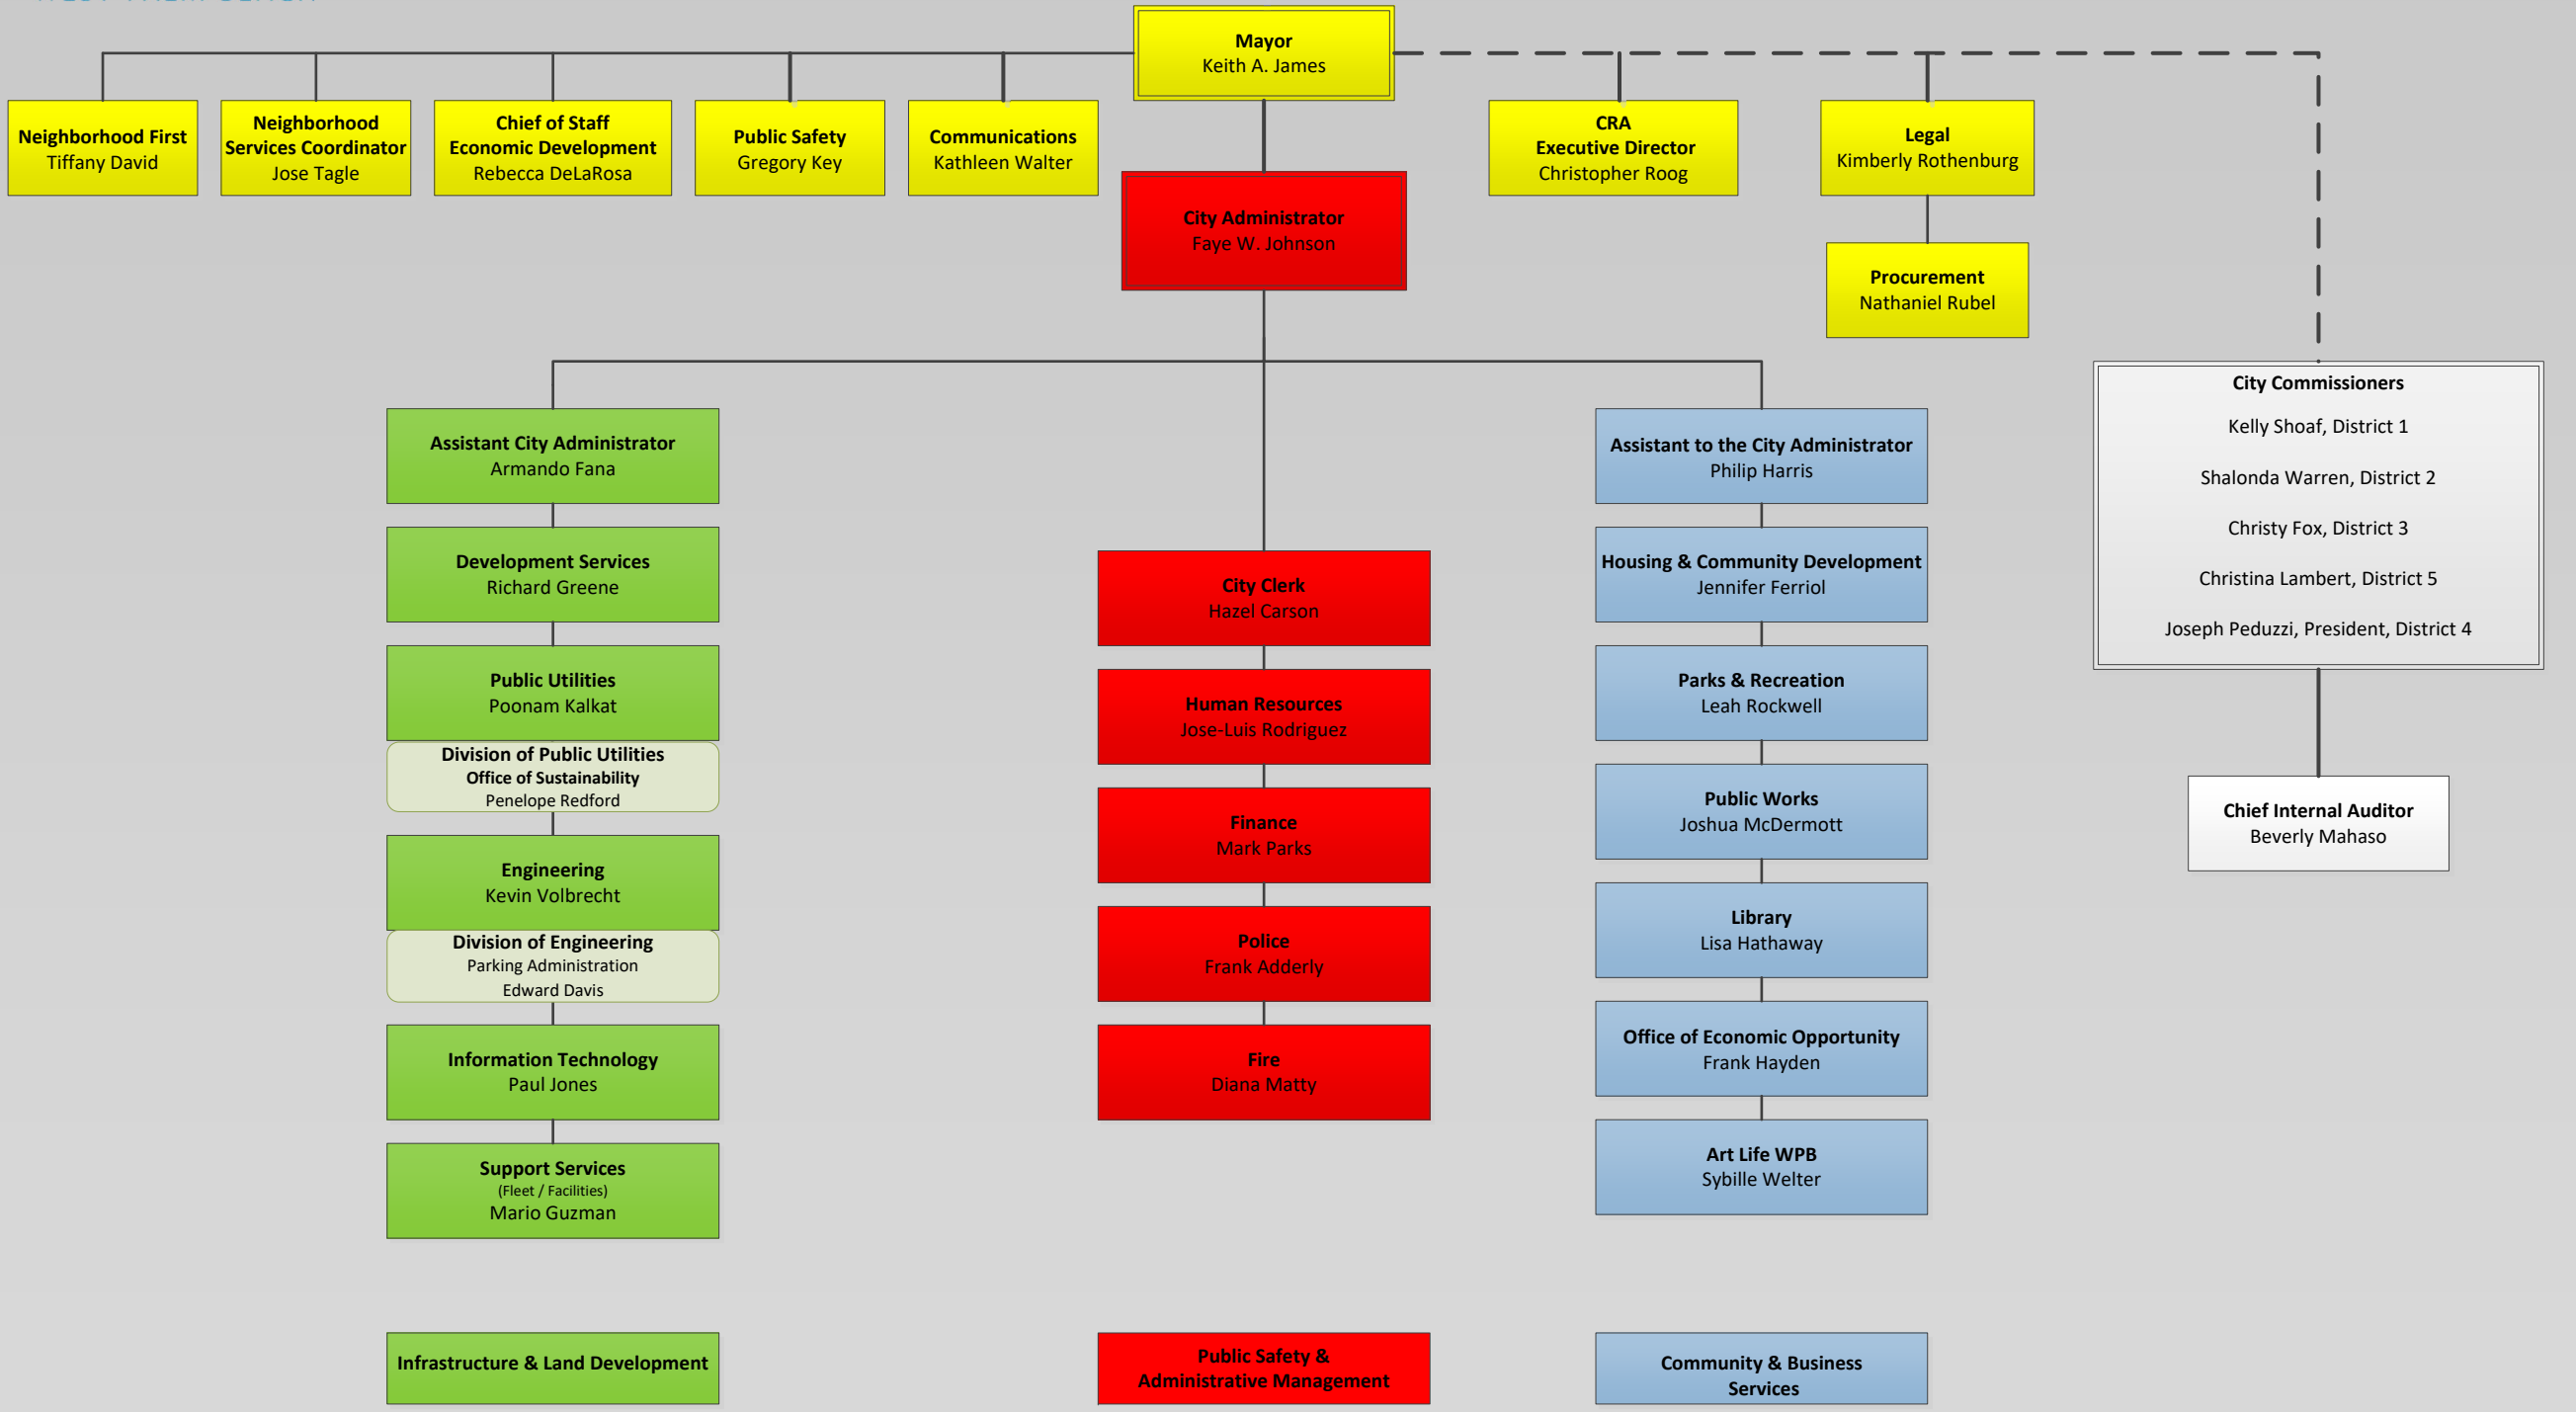 Mayor
Keith A. James
Neighborhood First
Tiffany David
Neighborhood
Services Coordinator
Jose Tagle
Chief of Staff
Economic Development
Rebecca DeLaRosa
Public Safety
Gregory Key
Communications
Kathleen Walter
CRA
Executive Director
Christopher Roog
Legal
Kimberly Rothenburg
City Administrator
Faye W. Johnson
Procurement
Nathaniel Rubel
City Commissioners
Kelly Shoaf, District 1
Shalonda Warren, District 2
Christy Fox, District 3
Christina Lambert, District 5
Joseph Peduzzi, President, District 4
Chief Internal Auditor
Beverly Mahaso
Assistant City Administrator
Armando Fana
Development Services
Richard Greene
Public Utilities
Poonam Kalkat
Division of Public Utilities
Office of Sustainability
Penelope Redford
Engineering
Kevin Volbrecht
Division of Engineering
Parking Administration
Edward Davis
Information Technology
Paul Jones
Support Services
(Fleet / Facilities)
Mario Guzman
Infrastructure & Land Development
City Clerk
Hazel Carson
Human Resources
Jose-Luis Rodriguez
Finance
Mark Parks
Police
Frank Adderly
Fire
Diana Matty
Public Safety &
Administrative Management
Assistant to the City Administrator
Philip Harris
Housing & Community Development
Jennifer Ferriol
Parks & Recreation
Leah Rockwell
Public Works
Joshua McDermott
Library
Lisa Hathaway
Office of Economic Opportunity
Frank Hayden
Art Life WPB
Sybille Welter
Community & Business
Services